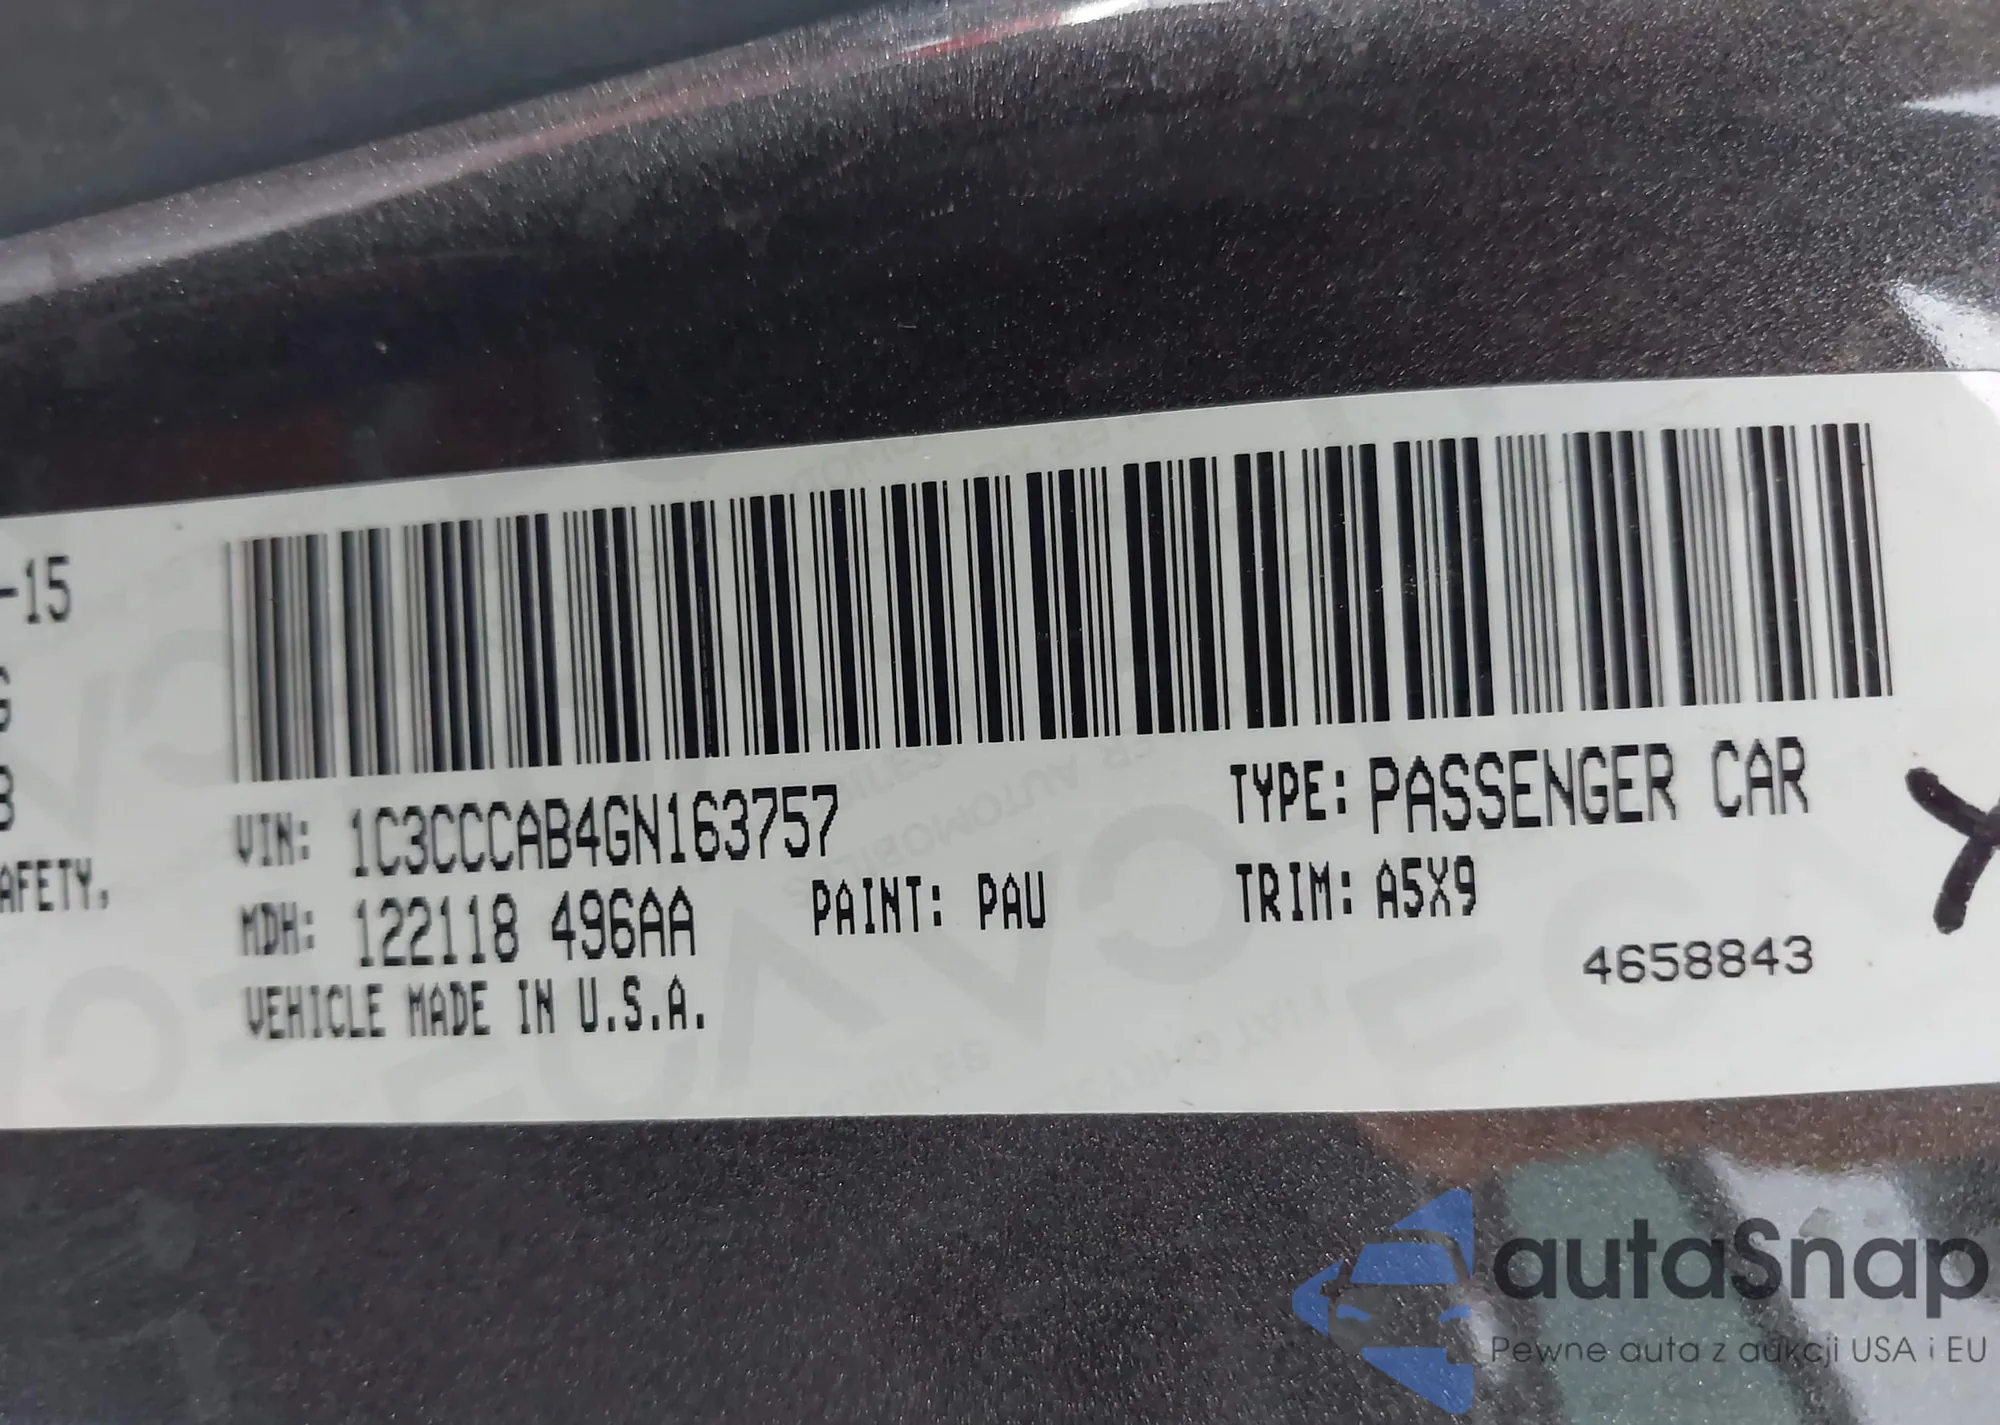 -15
G
B
AFETY,
VIN: 1C3CCCAB4GN163757
TYPE: PASSENGER CAR
MDH: 122118 496AA
PAINT: PAU
TRIM: A5X9
VEHICLE MADE IN U.S.A.
4658843
autaSnap
Pewne auta z aukcji USA i EU